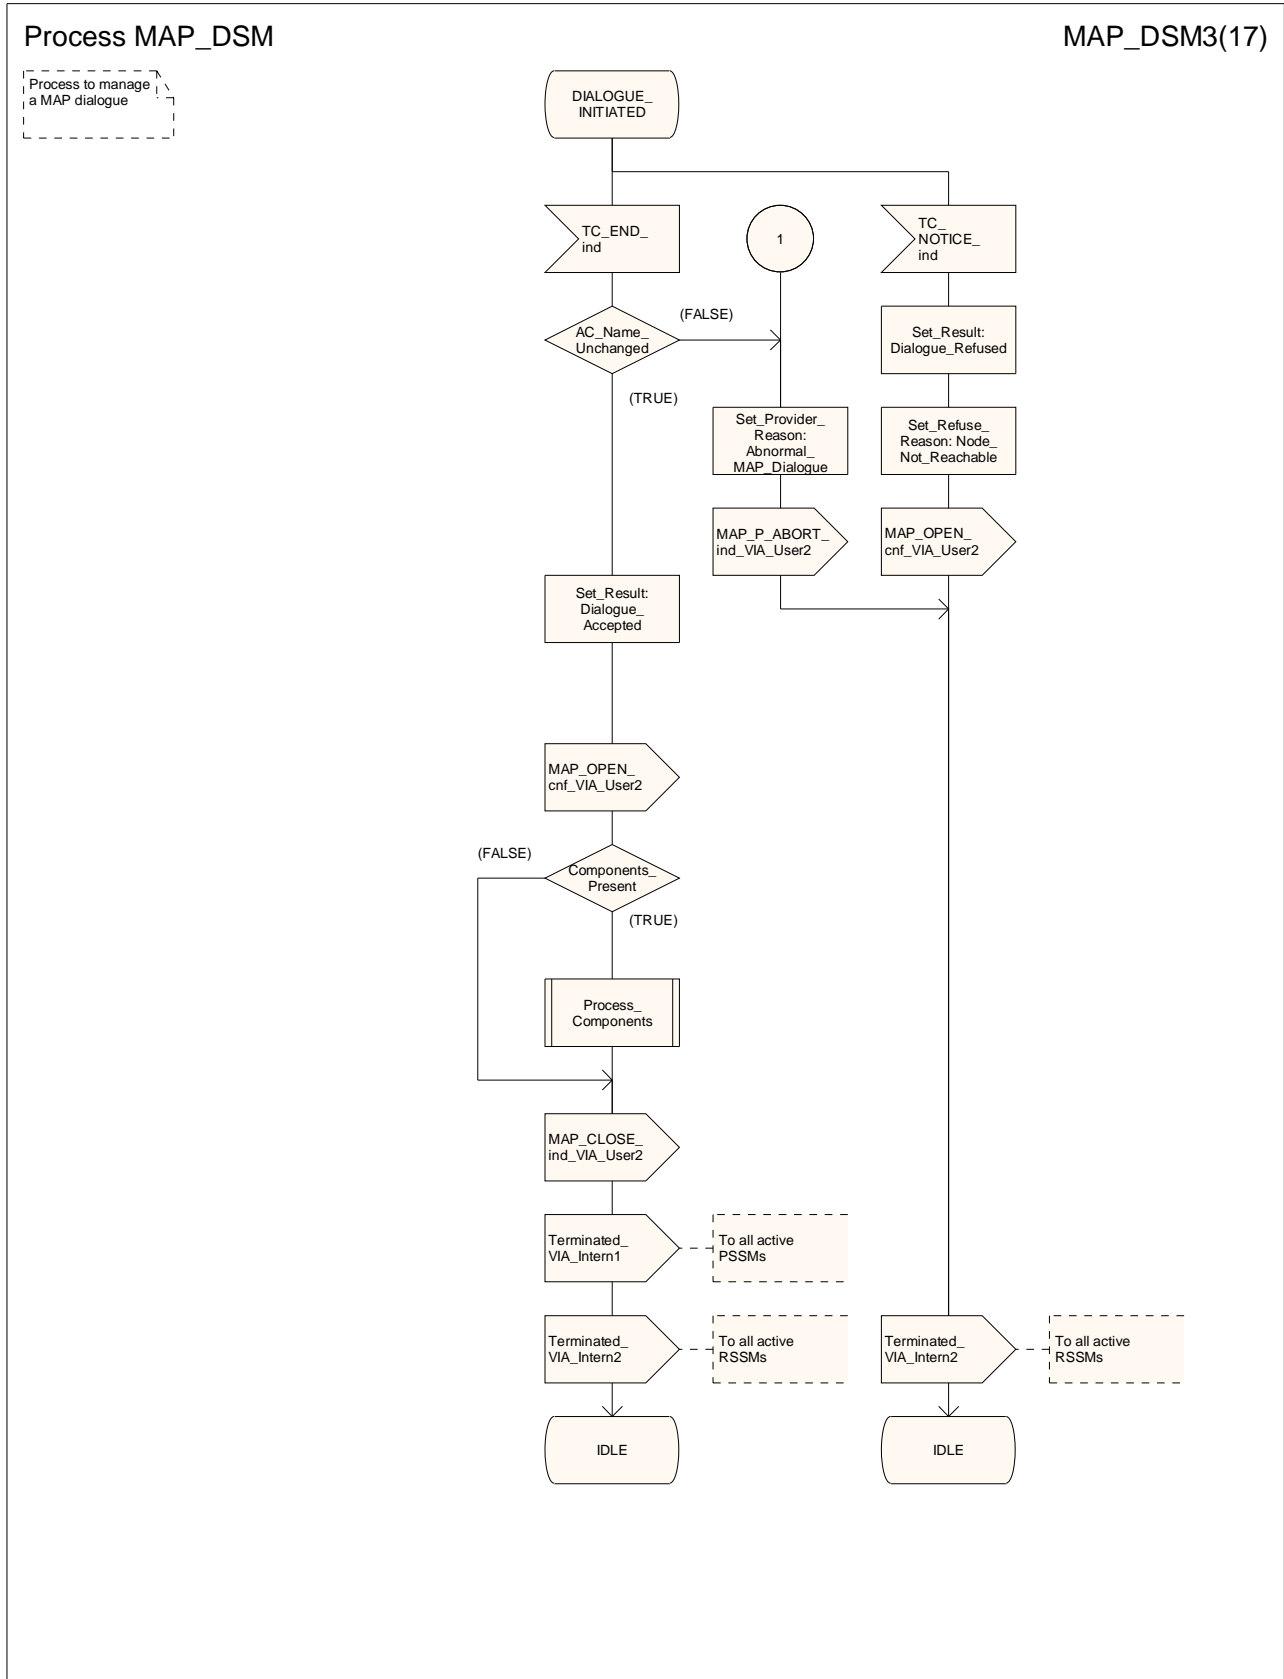 Process MAP_DSM
MAP_DSM3(17)
Process to manage
a MAP dialogue
DIALOGUE_
INITIATED
TC_END_
ind
1
TC_
NOTICE_
ind
AC_Name_
Unchanged
(FALSE)
(TRUE)
Set_Result:
Dialogue_Refused
Set_Provider_
Reason:
Abnormal_
MAP_Dialogue
Set_Refuse_
Reason: Node_
Not_Reachable
MAP_P_ABORT_
ind_VIA_User2
MAP_OPEN_
cnf_VIA_User2
Set_Result:
Dialogue_
Accepted
MAP_OPEN_
cnf_VIA_User2
(FALSE)
Components_
Present
(TRUE)
Process_
Components
MAP_CLOSE_
ind_VIA_User2
Terminated_
VIA_Intern1
To all active
PSSMs
Terminated_
VIA_Intern2
To all active
RSSMs
Terminated_
VIA_Intern2
To all active
RSSMs
IDLE
IDLE